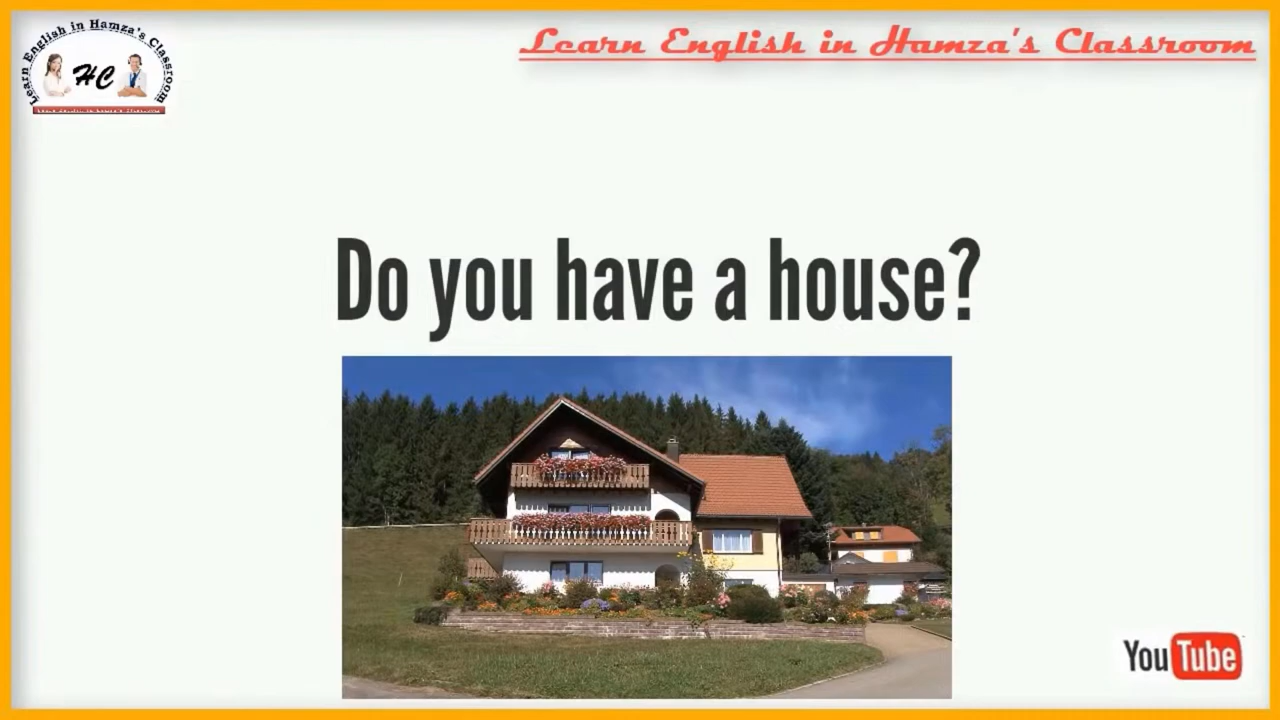 Learn English in Hamza's Classroom
HC
Learn English in Hamza's Classroom
Do you have a house?
YouTube